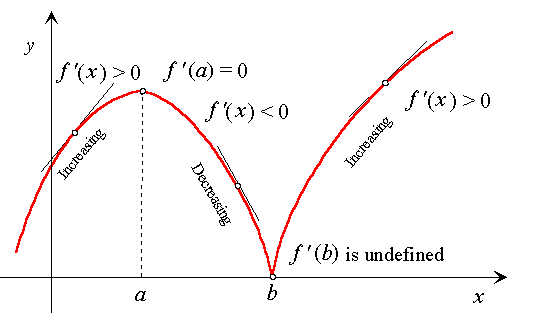 y
f ′(x) > 0
f ′(a) = 0
f ′(x) < 0
f ′(x) > 0
Increasing
Decreasing
Increasing
f ′(b) is undefined
a
b
x